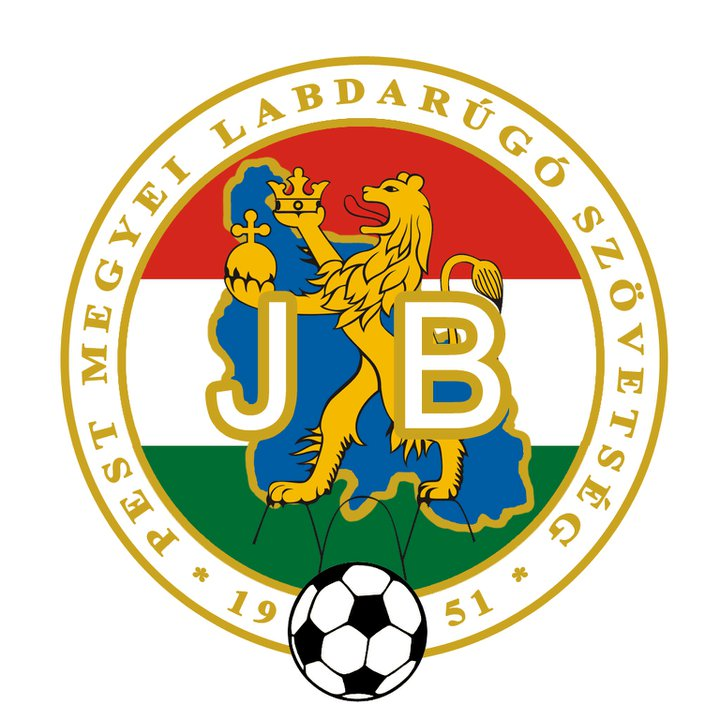 PEST MEGYEI LABDARÚGÓ SZÖVETSÉG
J B
* 19 51 *